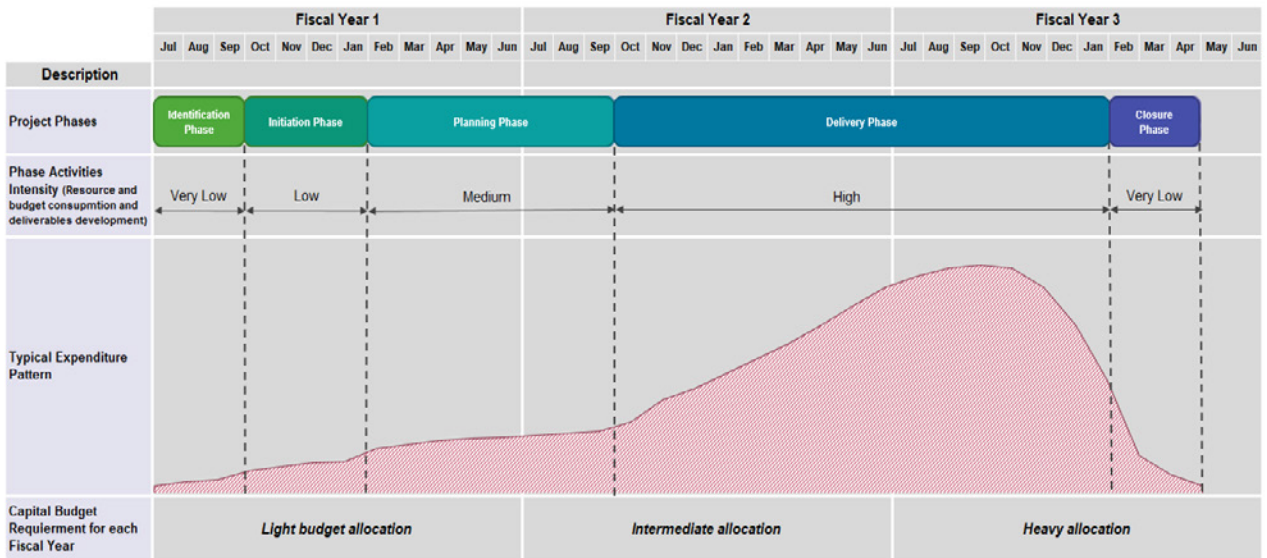 Fiscal Year 1 Fiscal Year 2 Fiscal Year 3
Jul Aug Sep Oct Nov Dec Jan Feb Mar Apr May Jun Jul Aug Sep Oct Nov Dec Jan Feb Mar Apr May Jun Jul Aug Sep Oct Nov Dec Jan Feb Mar Apr May Jun
Description
Project Phases
Identification
Phase
Initiation Phase
Planning Phase
Delivery Phase
Closure
Phase
Phase Activities
Intensity (Resource and
budget consupmtion and
deliverables development)
Very Low
Low
Medium
High
Very Low
Typical Expenditure
Pattern
Capital Budget
Requierment for each
Fiscal Year
Light budget allocation
Intermediate allocation
Heavy allocation